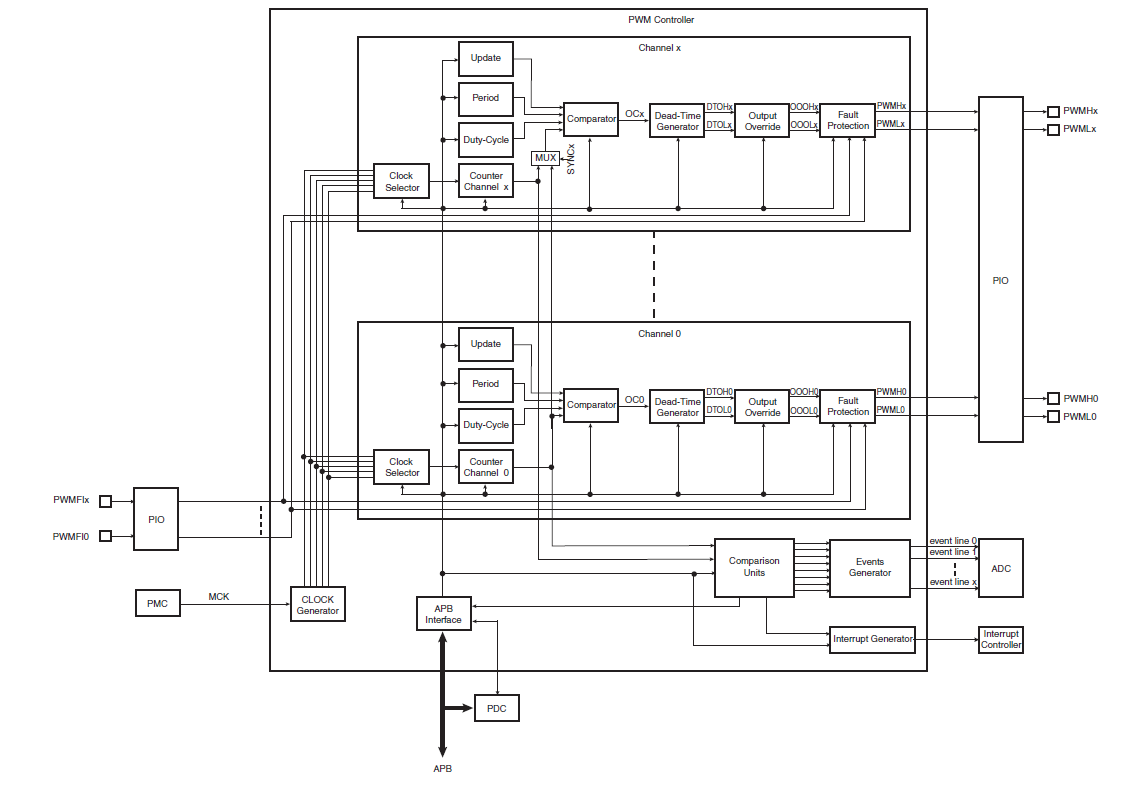 PWM Controller
Channel x
Update
Period
Duty-Cycle
MUX
SYNCx
Clock
Selector
Counter
Channel x
Comparator
OCx
Dead-Time
Generator
DTOHx
DTOLx
Output
Override
OOOHx
OOOLx
Fault
Protection
PWMHx
PWMLx
PIO
PWMHx
PWMLx
Channel 0
Update
Period
Duty-Cycle
Clock
Selector
Counter
Channel 0
Comparator
OC0
Dead-Time
Generator
DTOH0
DTOL0
Output
Override
OOOH0
OOOL0
Fault
Protection
PWMH0
PWML0
PWMH0
PWML0
PWMFIx
PWMFI0
PIO
PMC
MCK
CLOCK
Generator
APB
Interface
Comparison
Units
Events
Generator
event line 0
event line 1
event line x
ADC
Interrupt Generator
Interrupt
Controller
PDC
APB